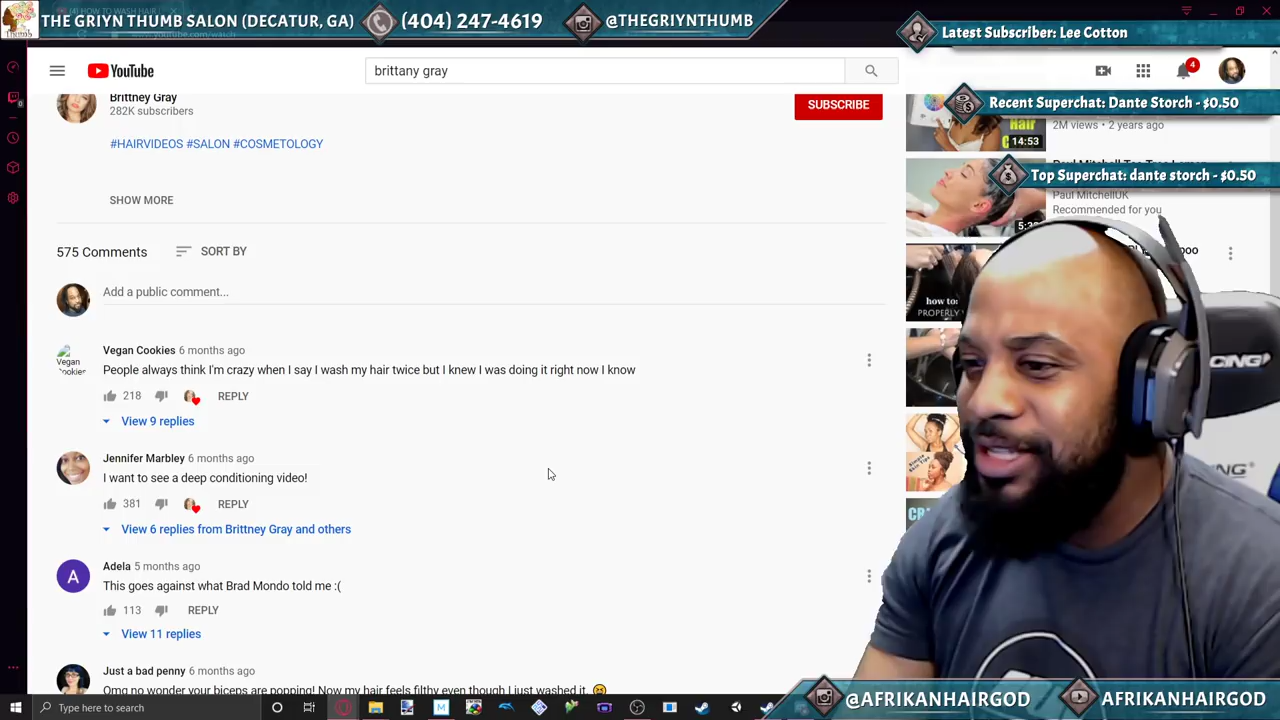 THE GRIYN THUMB SALON (DECATUR, GA)
(404) 247-4619
@THEGRIYNTHUMB
Latest Subscriber: Lee Cotton
YouTube
brittany gray
4
Recent Superchat: Dante Storch - $0.50
Brittney Gray
282K subscribers
SUBSCRIBE
2M views • 2 years ago
14:53
#HAIRVIDEOS #SALON #COSMETOLOGY
Top Superchat: dante storch - $0.50
PaulMitchellUK
Recommended for you
SHOW MORE
575 Comments
SORT BY
Add a public comment...
how to:
PROPERLY
Vegan Cookies 6 months ago
People always think I'm crazy when I say I wash my hair twice but I knew I was doing it right now I know
218
REPLY
View 9 replies
Jennifer Marbley 6 months ago
I want to see a deep conditioning video!
381
REPLY
View 6 replies from Brittney Gray and others
Adela 5 months ago
A
This goes against what Brad Mondo told me :(
113
REPLY
View 11 replies
Just a bad penny 6 months ago
Omg no wonder your biceps are popping! Now my hair feels filthy even though I just washed it.
Type here to search
@AFRIKANHAIRGOD
AFRIKANHAIRGOD